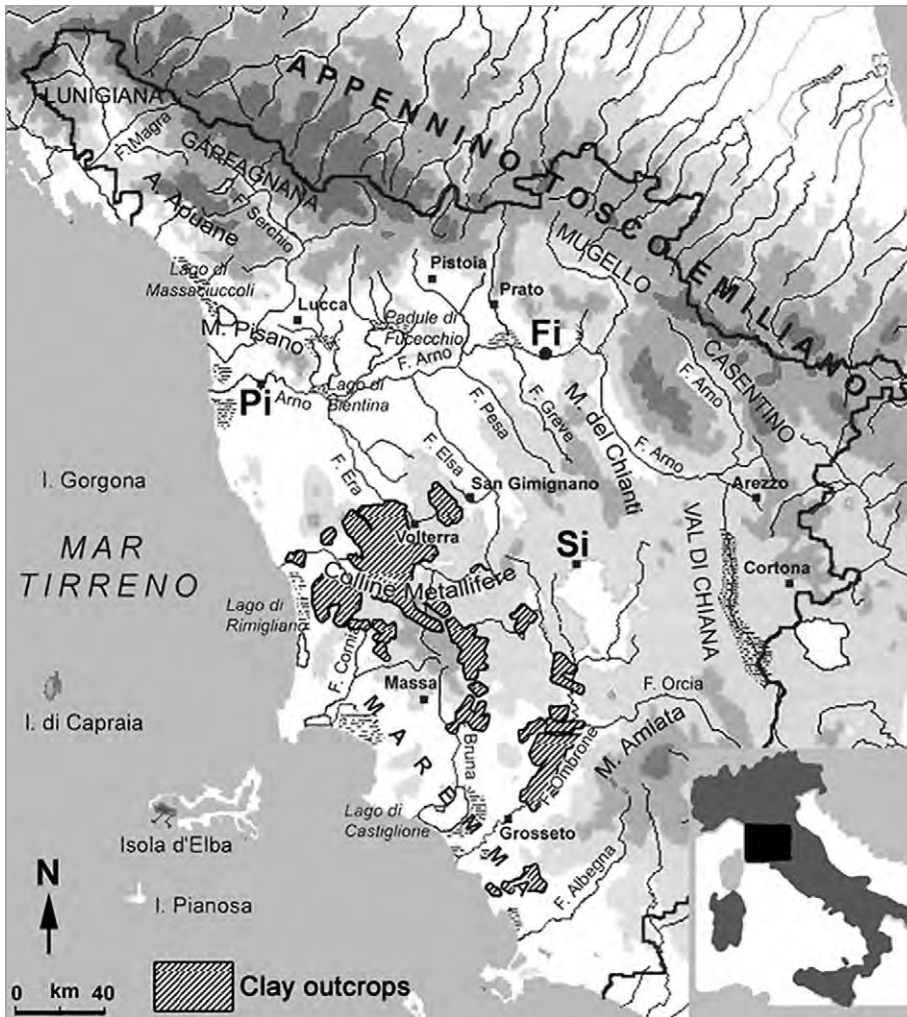 APPENNINO TOSCO EMILIANO
LUNIGIANA
F. Magra
GARFAGNANA
A. Apuane
F. Serchio
MUGELLO
Lago di
Massaciuccoli
Pistoia
Prato
Lucca
Padule di
Fucecchio
M. Pisano
Fi
F. Arno
CASENTINO
F. Arno
Pi
Arno
Lago di
Bientina
F. Pesa
F. Greve
M. del Chianti
F. Arno
F. Elsa
F. Era
I. Gorgona
San Gimignano
Arezzo
Volterra
VAL DI CHIANA
MAR
TIRRENO
Si
Cortona
Colline Metallifere
Lago di
Rimigliano
F. Cornia
Massa
F. Orcia
I. di Capraia
MAREMMA
Bruna
F. Ombrone
M. Amiata
Lago di
Castiglione
Isola d'Elba
Grosseto
F. Albegna
N
I. Pianosa
0 km 40
Clay outcrops